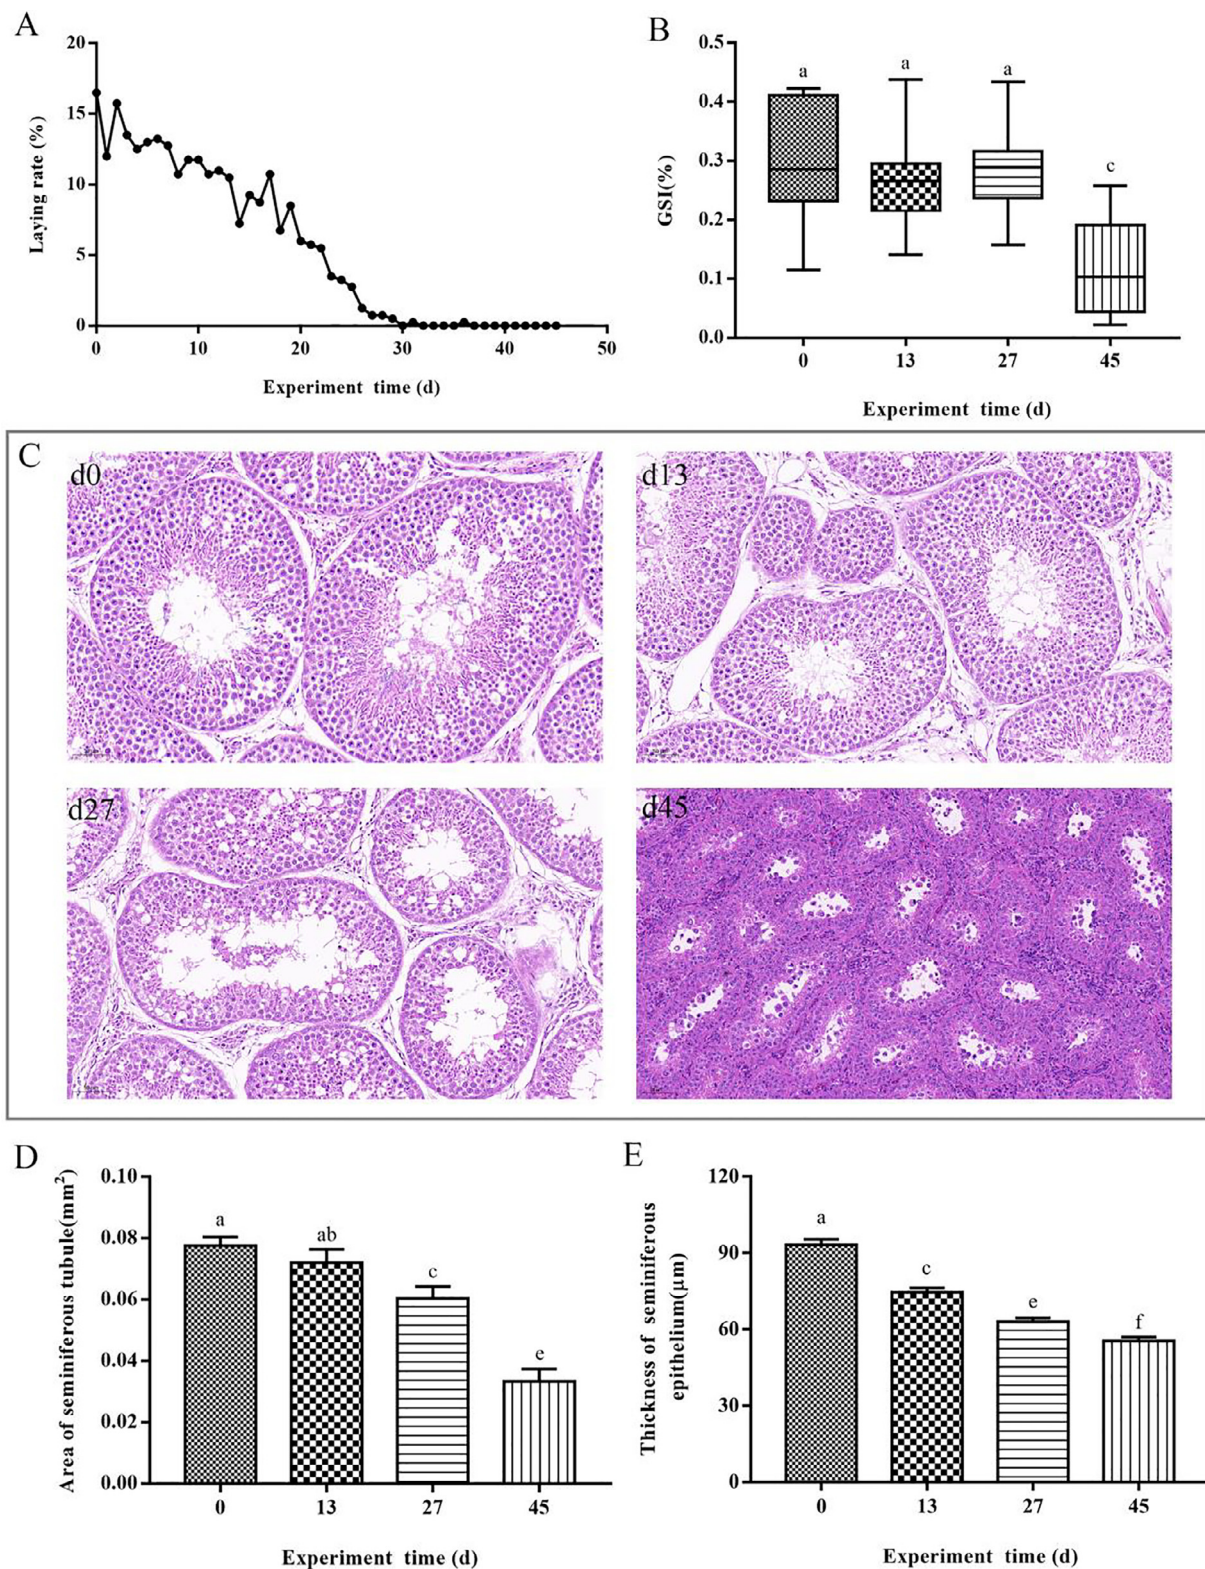 A
20
15
10
5
0
Laying rate (%)
0 10 20 30 40 50
Experiment time (d)
B
0.5
0.4
0.3
0.2
0.1
0.0
GSI(%)
a a a c
0 13 27 45
Experiment time (d)
C
d0
d13
d27
d45
D
0.10
0.08
0.06
0.04
0.02
0.00
Area of seminiferous tubule(mm²)
a ab c e
0 13 27 45
Experiment time (d)
E
120
90
60
30
0
Thickness of seminiferous
epithelium(μm)
a c e f
0 13 27 45
Experiment time (d)